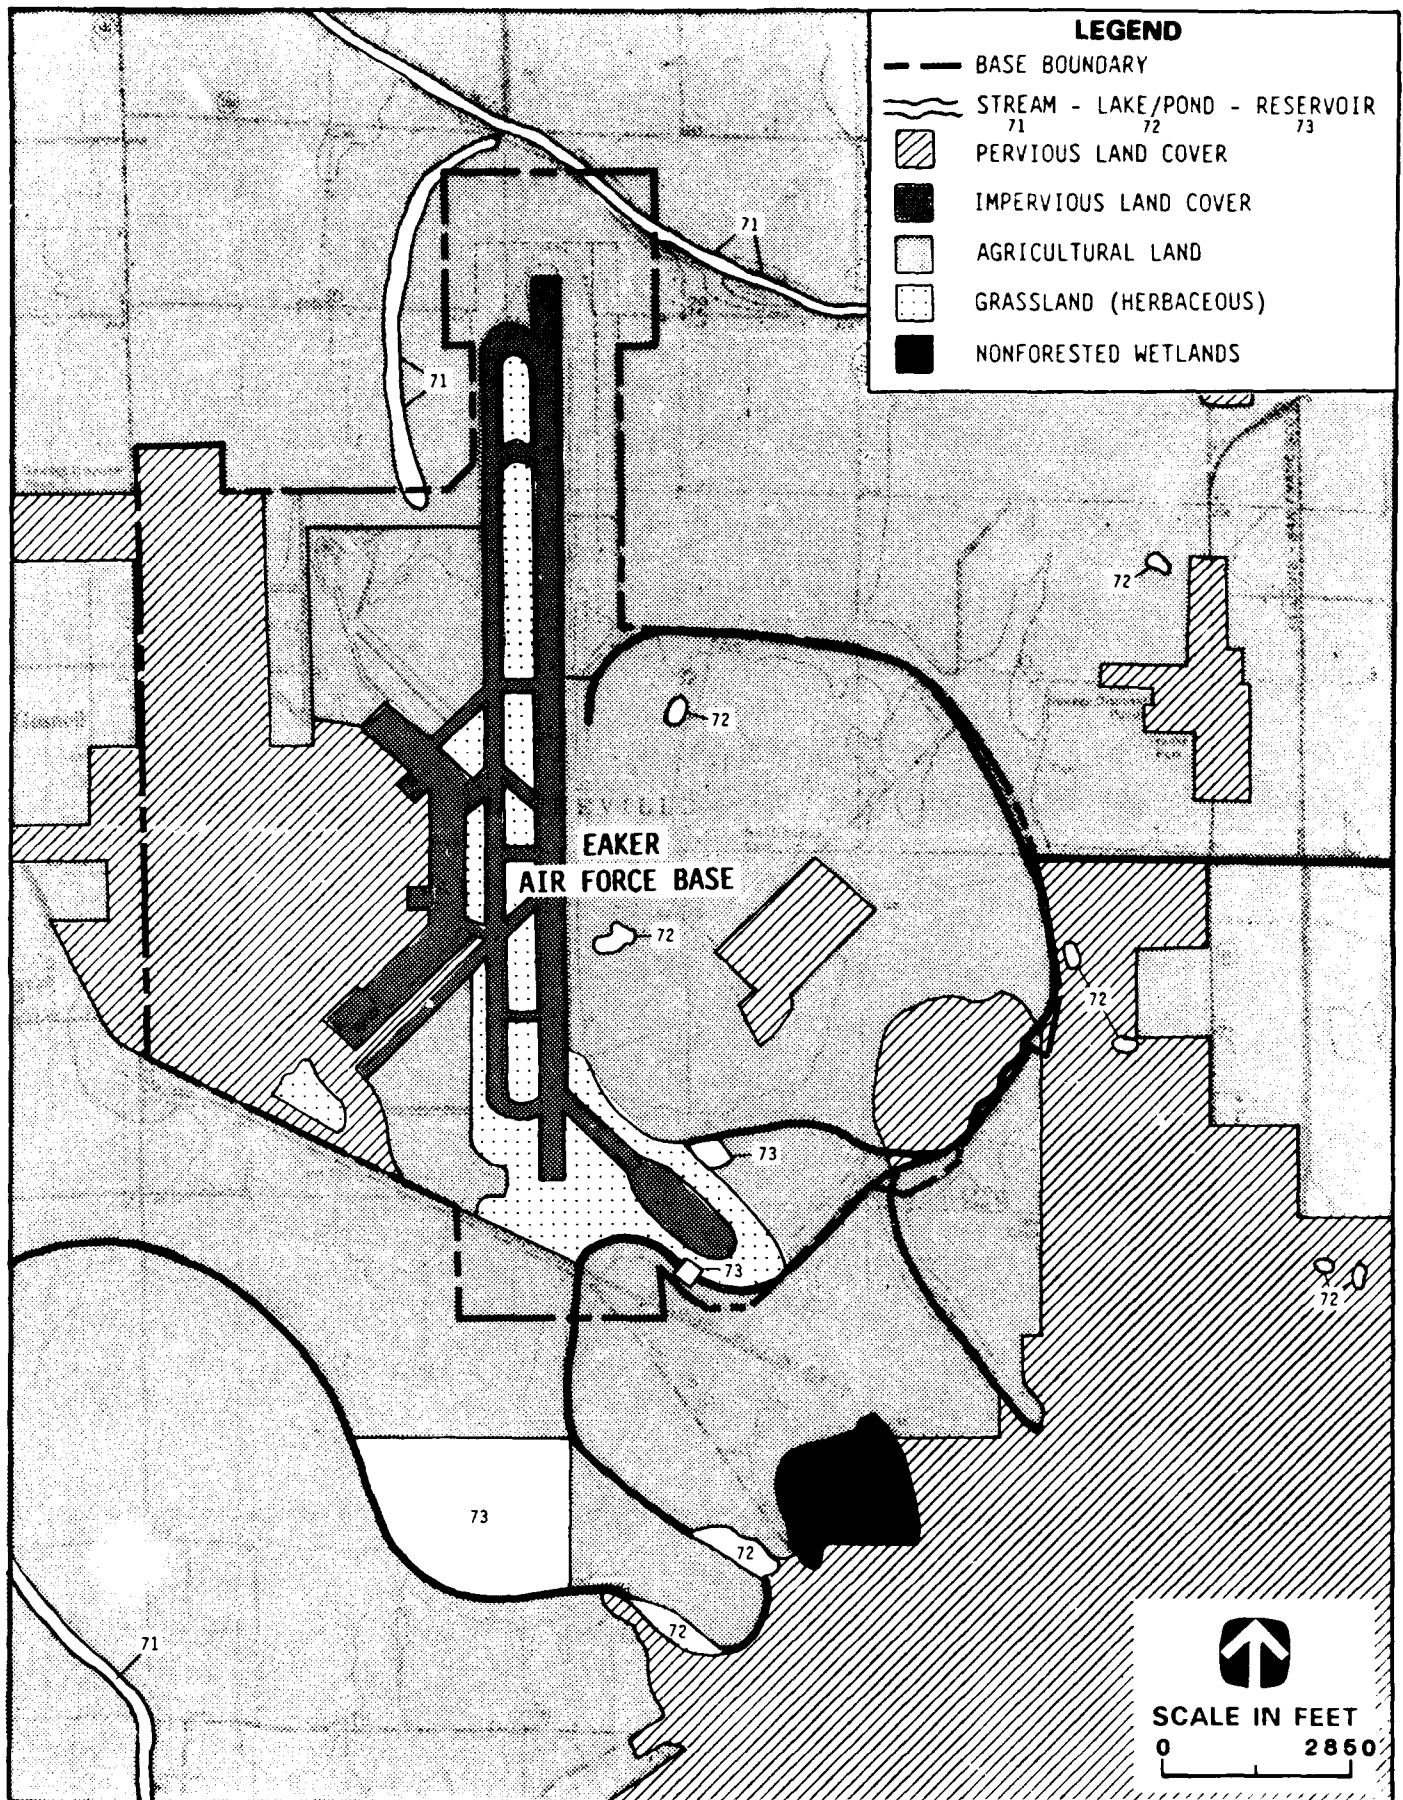 LEGEND
BASE BOUNDARY
STREAM - LAKE/POND - RESERVOIR
71 72 73
PERVIOUS LAND COVER
IMPERVIOUS LAND COVER
AGRICULTURAL LAND
GRASSLAND (HERBACEOUS)
NONFORESTED WETLANDS
71
71
72
72
EAKER
AIR FORCE BASE
72
72
73
73
72
73
72
72
71
SCALE IN FEET
0 2860